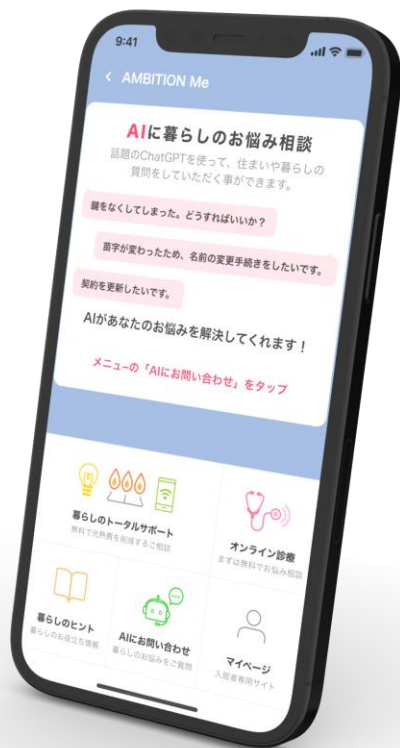 9:41
< AMBITION Me
AIに暮らしのお悩み相談
話題のChatGPTを使って、住まいや暮らしの
質問をしていただく事ができます。
鍵をなくしてしまった。どうすればいいか？
苗字が変わったため、名前の変更手続きをしたいです。
契約を更新したいです。
AIがあなたのお悩みを解決してくれます！
メニューの「AIにお問い合わせ」をタップ
暮らしのトータルサポート
無料で光熱費を削減するご相談
オンライン診療
まずは無料でお悩み相談
暮らしのヒント
暮らしのお役立ち情報
AIにお問い合わせ
暮らしのお悩みをご質問
マイページ
入居者専用サイト